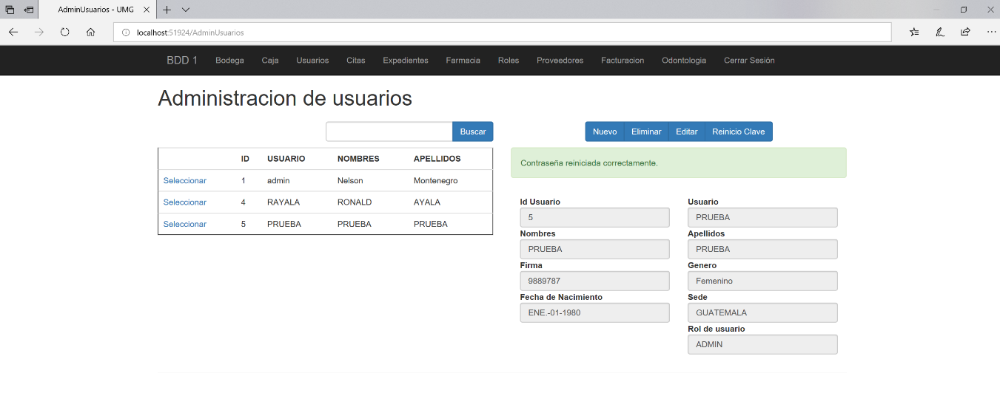 AdminUsuarios - UMG
localhost:51924/AdminUsuarios
BDD 1 Bodega Caja Usuarios Citas Expedientes Farmacia Roles Proveedores Facturacion Odontologia Cerrar Sesión
Administracion de usuarios
Buscar
Nuevo Eliminar Editar Reinicio Clave
ID USUARIO NOMBRES APELLIDOS
Seleccionar 1 admin Nelson Montenegro
Seleccionar 4 RAYALA RONALD AYALA
Seleccionar 5 PRUEBA PRUEBA PRUEBA
Contraseña reiniciada correctamente.
Id Usuario Usuario
5 PRUEBA
Nombres Apellidos
PRUEBA PRUEBA
Firma Genero
9889787 Femenino
Fecha de Nacimiento Sede
ENE.-01-1980 GUATEMALA
Rol de usuario
ADMIN